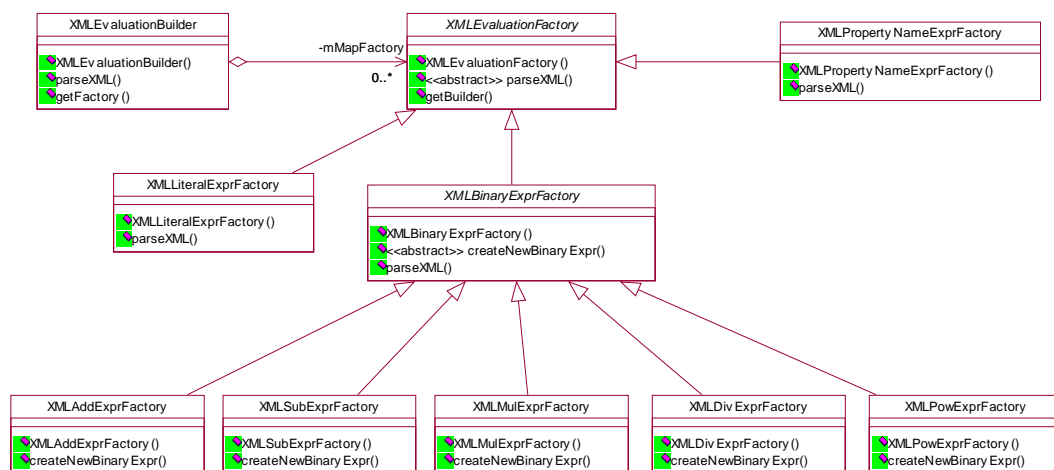 XMLEvaluationBuilder
XMLEvaluationBuilder()
parseXML()
getFactory()
-mMapFactory
0..*
XMLEvaluationFactory
XMLEvaluationFactory()
<<abstract>> parseXML()
getBuilder()
XMLPropertyNameExprFactory
XMLPropertyNameExprFactory()
parseXML()
XMLLiteralExprFactory
XMLLiteralExprFactory()
parseXML()
XMLBinaryExprFactory
XMLBinaryExprFactory()
<<abstract>> createNewBinaryExpr()
parseXML()
XMLAddExprFactory
XMLAddExprFactory()
createNewBinaryExpr()
XMLSubExprFactory
XMLSubExprFactory()
createNewBinaryExpr()
XMLMulExprFactory
XMLMulExprFactory()
createNewBinaryExpr()
XMLDivExprFactory
XMLDivExprFactory()
createNewBinaryExpr()
XMLPowExprFactory
XMLPowExprFactory()
createNewBinaryExpr()